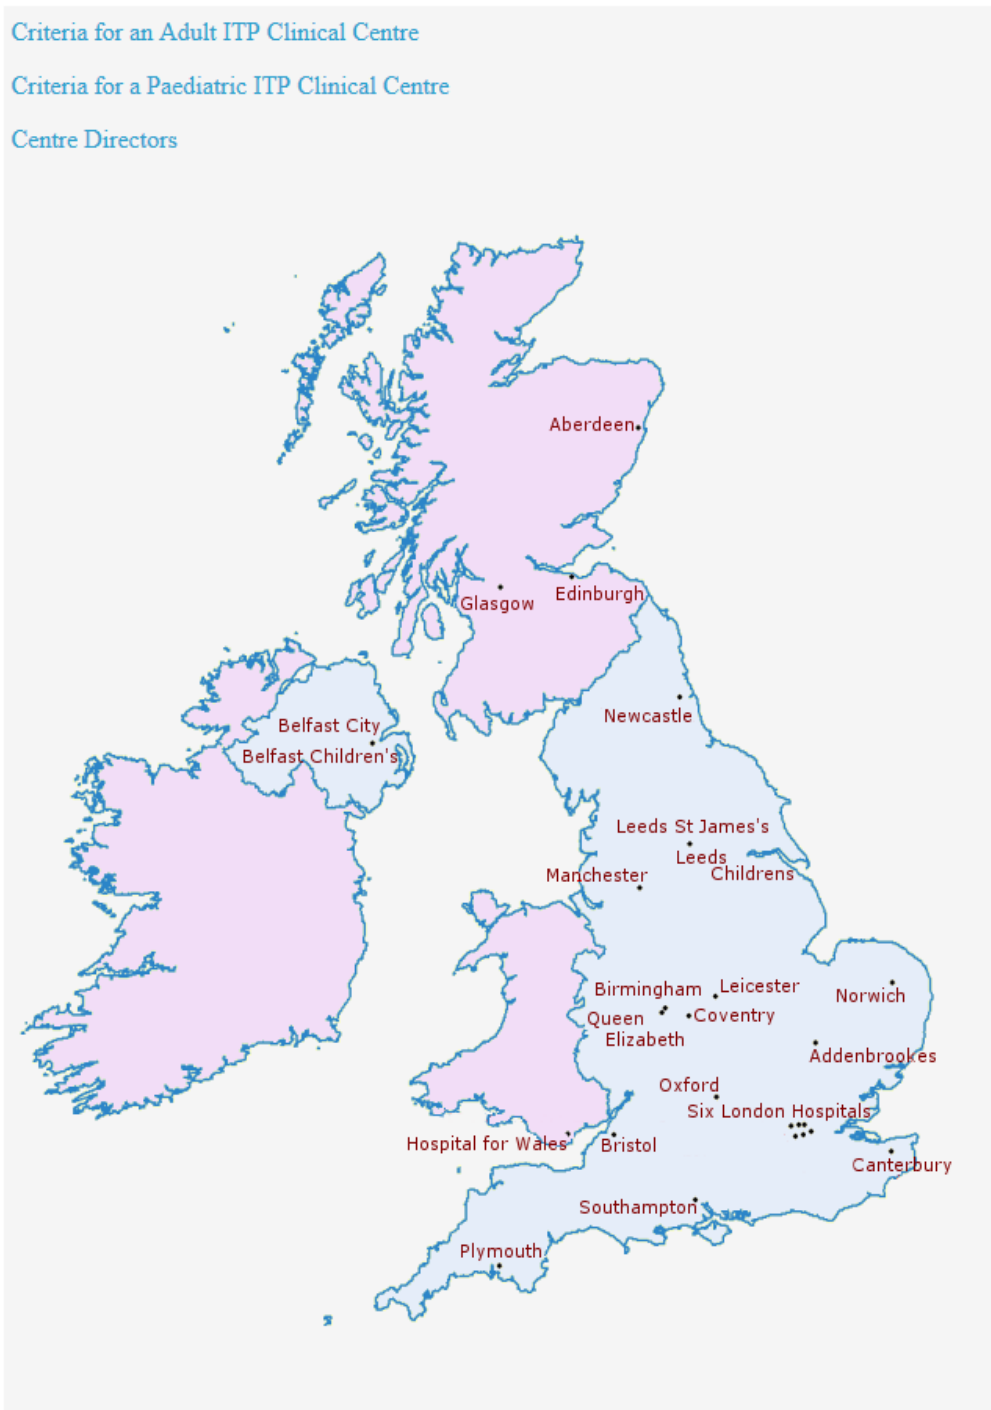 Criteria for an Adult ITP Clinical Centre
Criteria for a Paediatric ITP Clinical Centre
Centre Directors
Aberdeen
Glasgow
Edinburgh
Newcastle
Belfast City
Belfast Children's
Leeds St James's
Leeds
Childrens
Manchester
Birmingham
Leicester
Norwich
Queen
Elizabeth
Coventry
Addenbrookes
Oxford
Six London Hospitals
Hospital for Wales
Bristol
Canterbury
Southampton
Plymouth